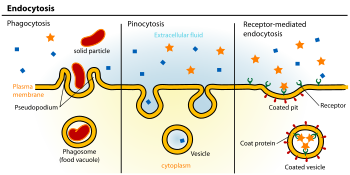 Endocytosis
Phagocytosis
solid particle
Plasma
membrane
Pseudopodium
Phagosome
(food vacuole)
Pinocytosis
Extracellular fluid
Vesicle
cytoplasm
Receptor-mediated
endocytosis
Coated pit
Receptor
Coat protein
Coated vesicle